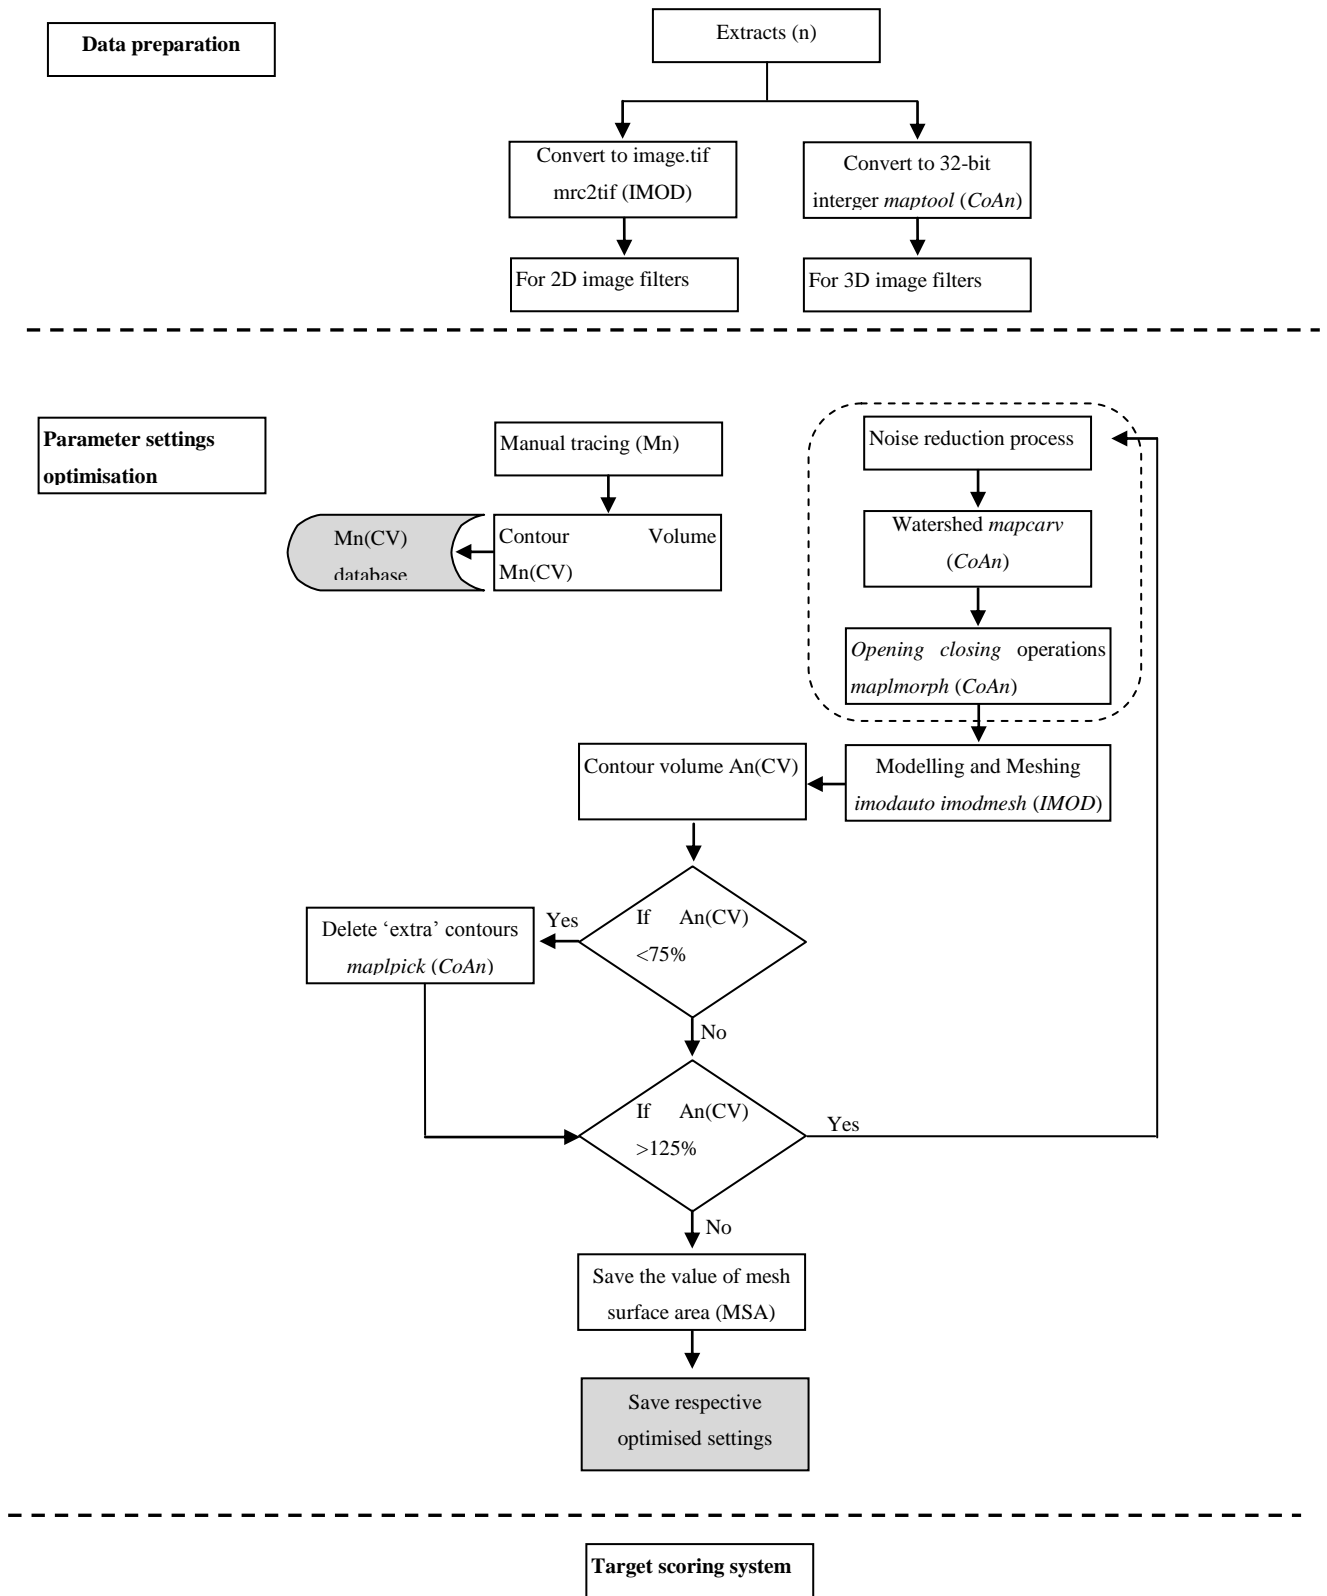 Data preparation
Extracts (n)
Convert to image.tif
mrc2tif (IMOD)
Convert to 32-bit
interger maptool (CoAn)
For 2D image filters
For 3D image filters
Parameter settings
optimisation
Manual tracing (Mn)
Contour Volume
Mn(CV)
Mn(CV)
database
Noise reduction process
Watershed mapcarv
(CoAn)
Opening closing operations
maplmorph (CoAn)
Modelling and Meshing
imodauto imodmesh (IMOD)
Contour volume An(CV)
If An(CV)
<75%
Yes
Delete ‘extra’ contours
maplpick (CoAn)
No
If An(CV)
>125%
Yes
No
Save the value of mesh
surface area (MSA)
Save respective
optimised settings
Target scoring system